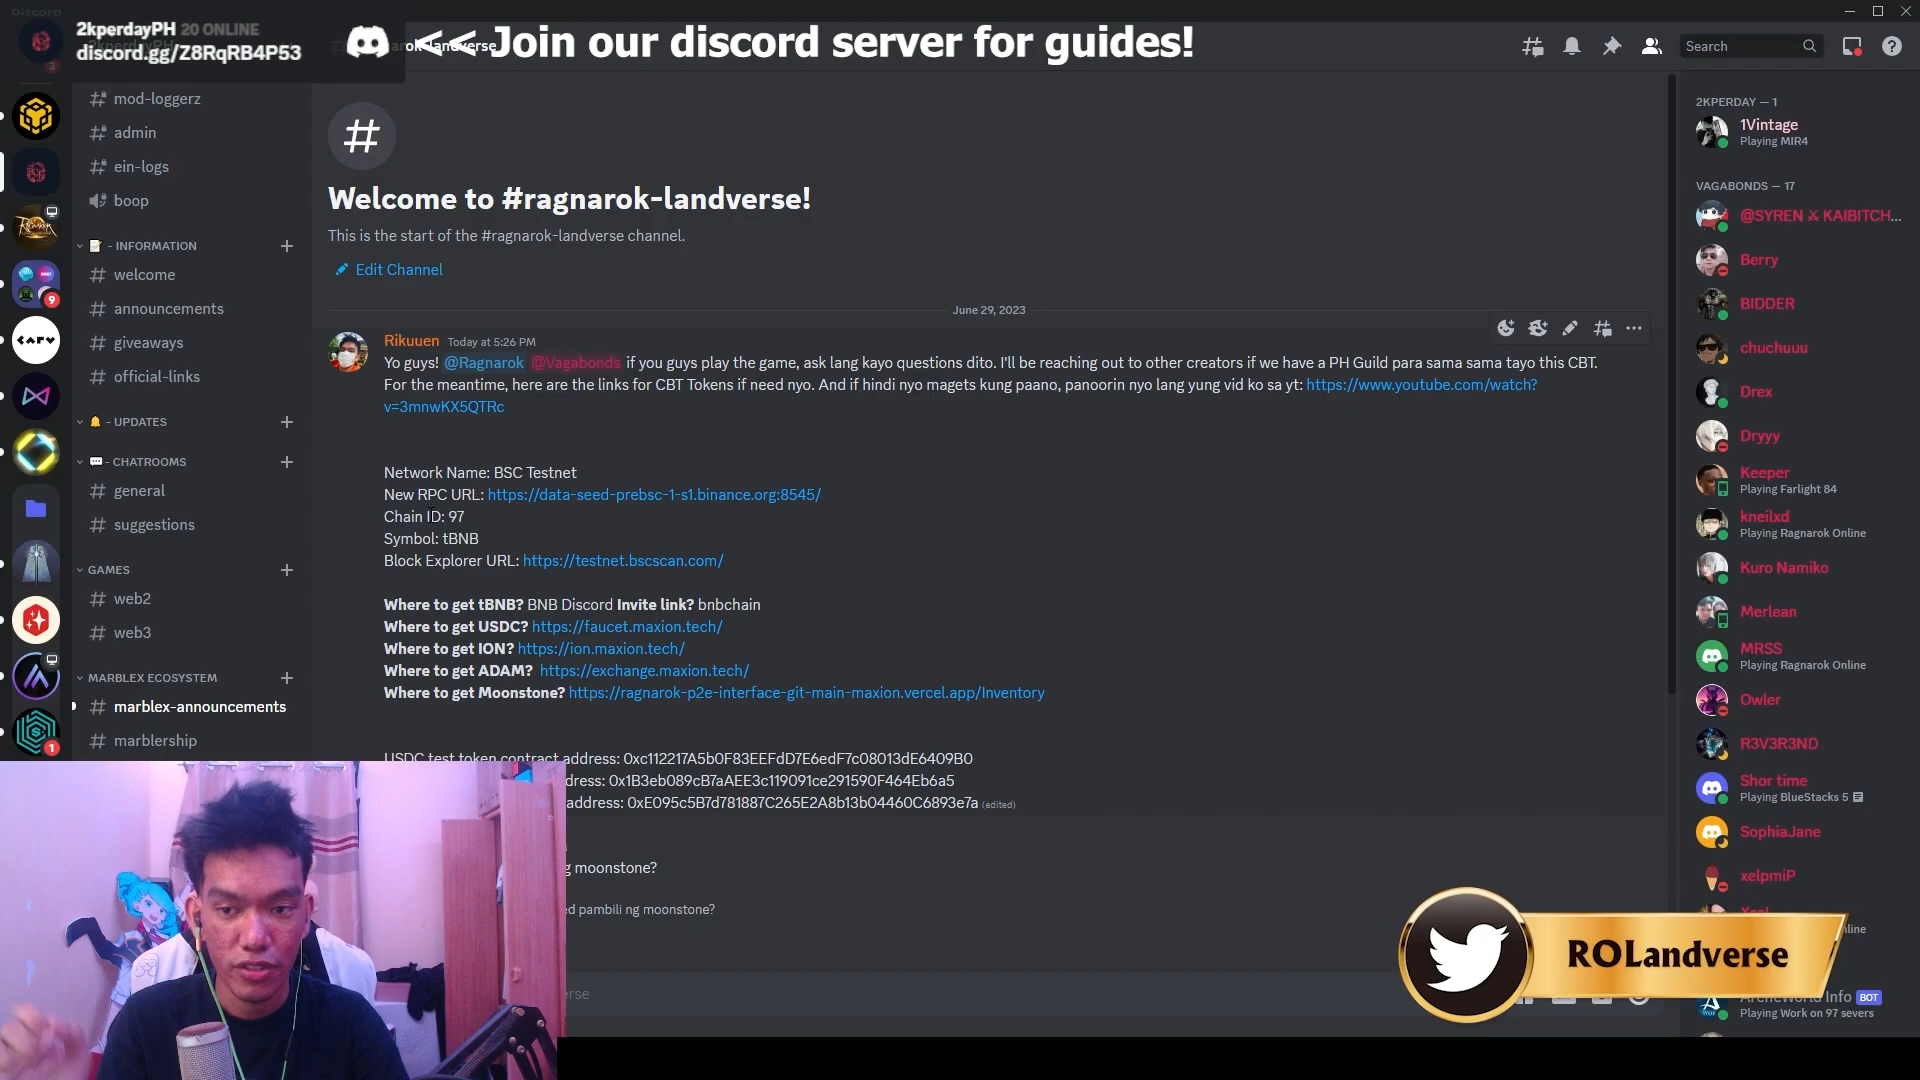 Discord
2kperdayPH 20 ONLINE
discord.gg/Z8RqRB4P53
<< Join our discord server for guides!
Search
3
9
1
mod-loggerz
admin
ein-logs
boop
- INFORMATION
welcome
announcements
giveaways
official-links
- UPDATES
- CHATROOMS
general
suggestions
GAMES
web2
web3
MARBLEX ECOSYSTEM
marblex-announcements
marblership
Welcome to #ragnarok-landverse!
This is the start of the #ragnarok-landverse channel.
Edit Channel
June 29, 2023
Rikuuen Today at 5:26 PM
Yo guys! @Ragnarok @Vagabonds if you guys play the game, ask lang kayo questions dito. I'll be reaching out to other creators if we have a PH Guild para sama sama tayo this CBT.
For the meantime, here are the links for CBT Tokens if need nyo. And if hindi nyo magets kung paano, panoorin nyo lang yung vid ko sa yt: https://www.youtube.com/watch?
v=3mnwKX5QTRc
Network Name: BSC Testnet
New RPC URL: https://data-seed-prebsc-1-s1.binance.org:8545/
Chain ID: 97
Symbol: tBNB
Block Explorer URL: https://testnet.bscscan.com/
Where to get tBNB? BNB Discord Invite link? bnbchain
Where to get USDC? https://faucet.maxion.tech/
Where to get ION? https://ion.maxion.tech/
Where to get ADAM? https://exchange.maxion.tech/
Where to get Moonstone? https://ragnarok-p2e-interface-git-main-maxion.vercel.app/Inventory
USDC test token contract address: 0xc112217A5b0F83EEFdD7E6edF7c08013dE6409B0
dress: 0x1B3eb089cB7aAEE3c119091ce291590F464Eb6a5
address: 0xE095c5B7d781887C265E2A8b13b04460C6893e7a (edited)
g moonstone?
ed pambili ng moonstone?
2KPERDAY — 1
1Vintage
Playing MIR4
VAGABONDS — 17
@SYREN ⚔ KAIBITCH...
Berry
BIDDER
chuchuuu
Drex
Dryyy
Keeper
Playing Farlight 84
kneilxd
Playing Ragnarok Online
Kuro Namiko
Merlean
MRSS
Playing Ragnarok Online
Owler
R3V3R3ND
Shor time
Playing BlueStacks 5
SophiaJane
xelpmiP
ROLandverse
Info BOT
Playing Work on 97 severs